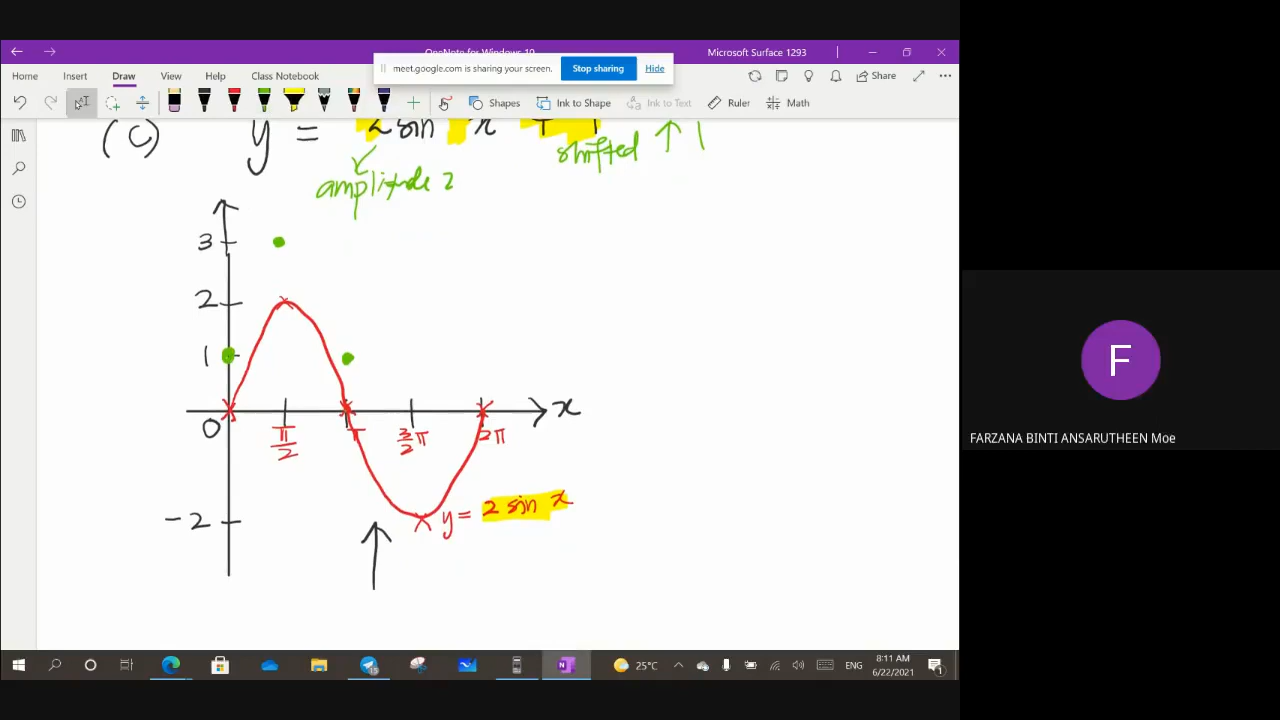 OneNote for Windows 10
Microsoft Surface 1293
meet.google.com is sharing your screen.
Stop sharing
Hide
Home
Insert
Draw
View
Help
Class Notebook
Share
Shapes
Ink to Shape
Ink to Text
Ruler
Math
(c) y = 2 sin x + 1
shifted ↑ 1
amplitude 2
3
2
1
0
x
π/2
π
3/2 π
2π
-2
y = 2 sin x
F
FARZANA BINTI ANSARUTHEEN Moe
15
25°C
ENG
8:11 AM
6/22/2021
1